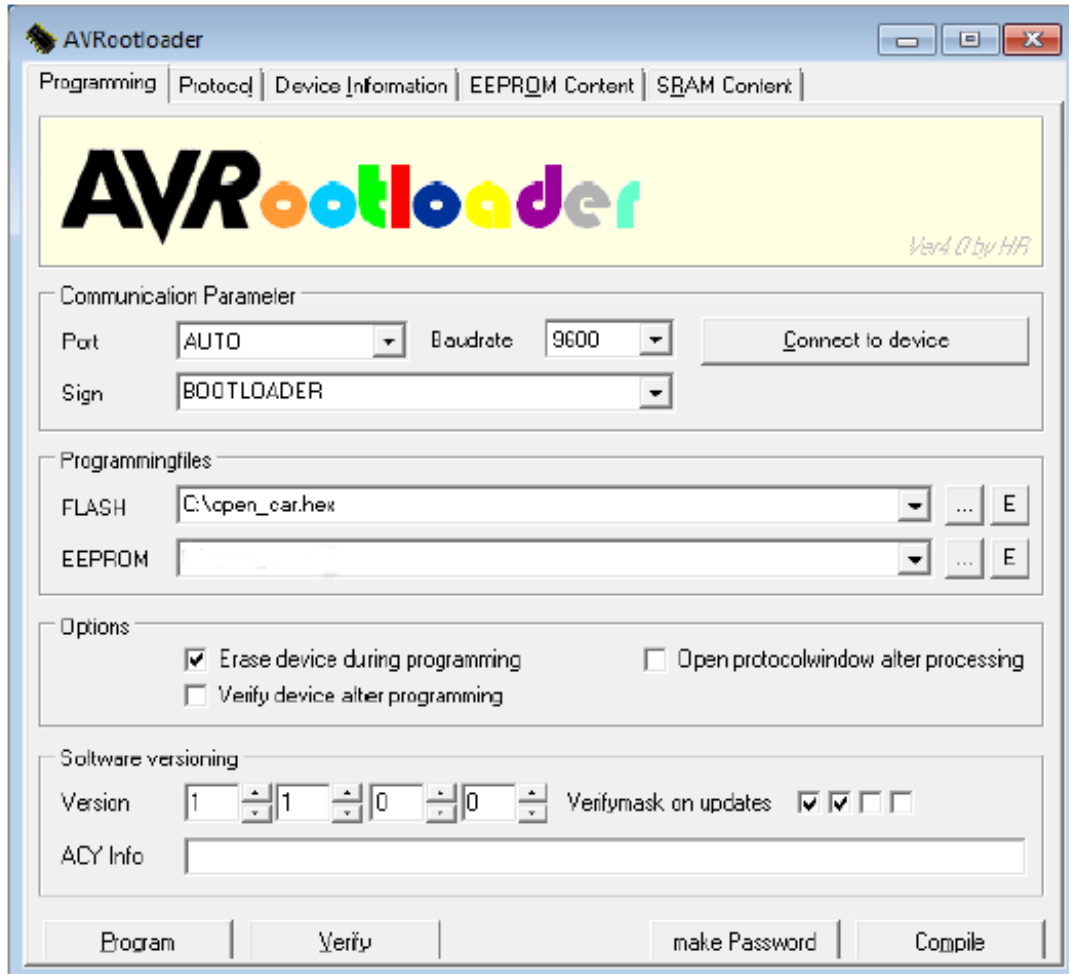 AVRootloader
Programming Protocol Device Information EEPROM Content SRAM Content
AVRootloader
Ver4.0 by HR
Communication Parameter
Port AUTO Baudrate 9600 Connect to device
Sign BOOTLOADER
Programmingfiles
FLASH C:\open_car.hex ... E
EEPROM ... E
Options
Erase device during programming Open protocolwindow after processing
Verify device after programming
Software versioning
Version 1 1 0 0 Verifymask on updates
ACY Info
Program Verify make Password Compile